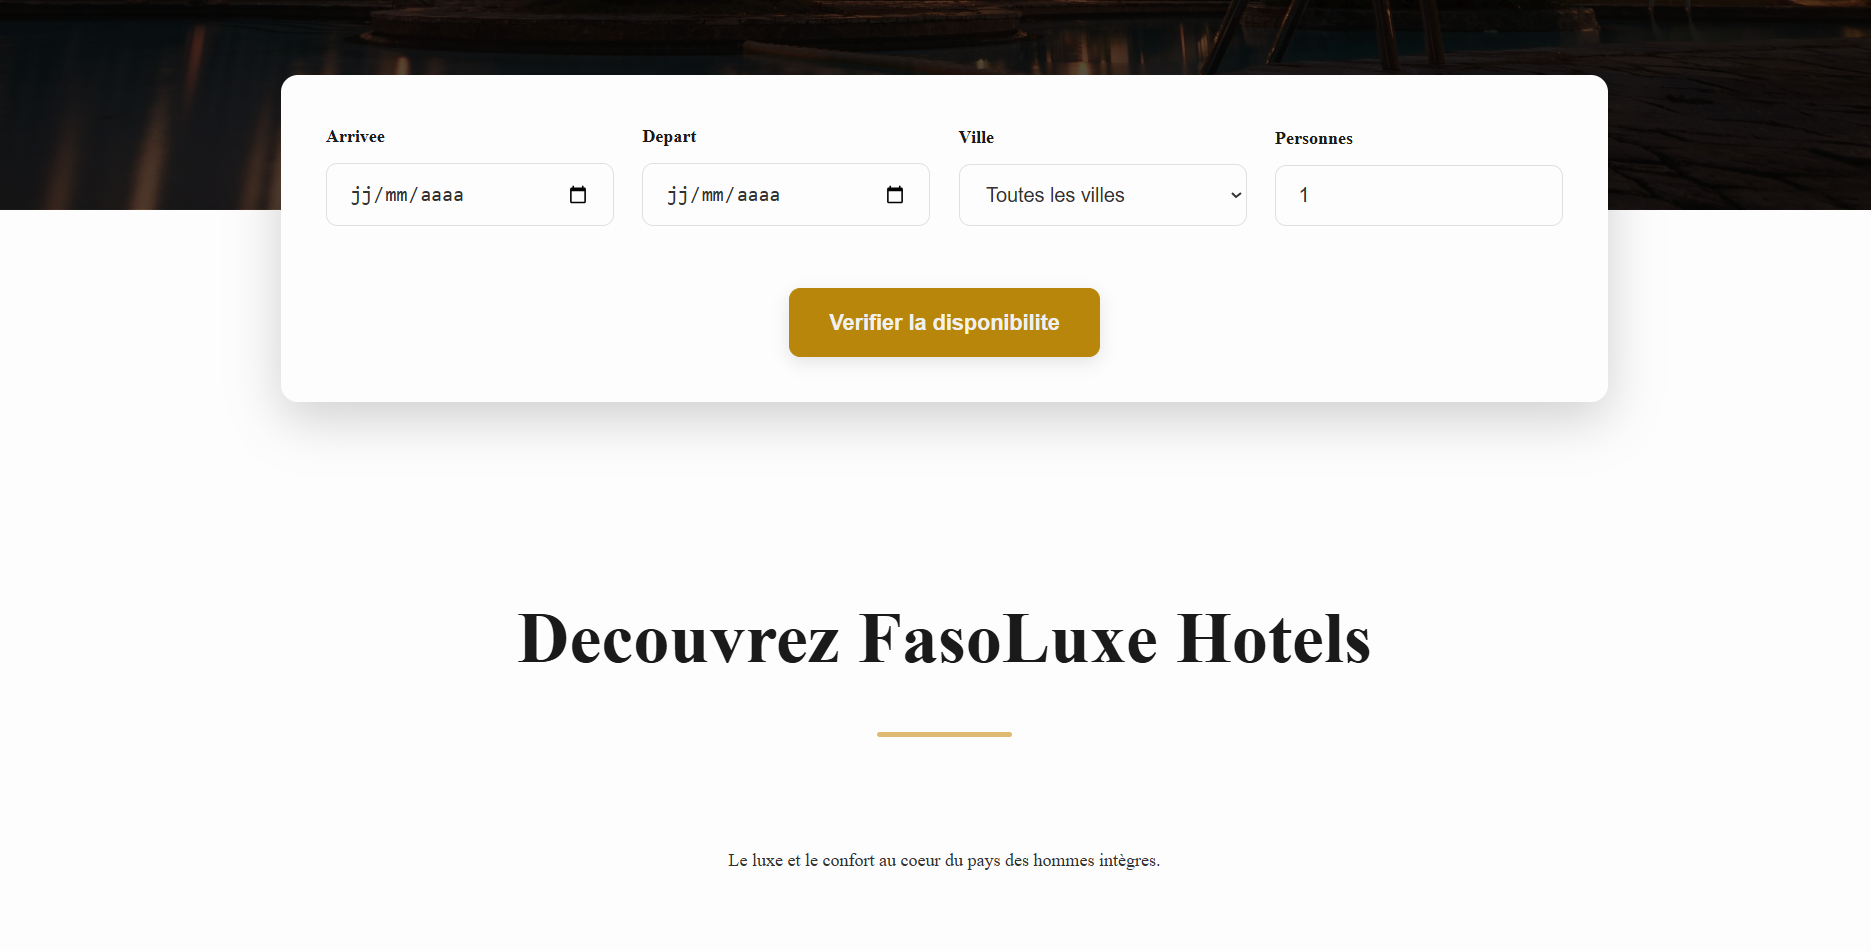 Arrivee Depart Ville Personnes
jj/mm/aaaa jj/mm/aaaa Toutes les villes 1
Verifier la disponibilite
Decouvrez FasoLuxe Hotels
Le luxe et le confort au coeur du pays des hommes intègres.